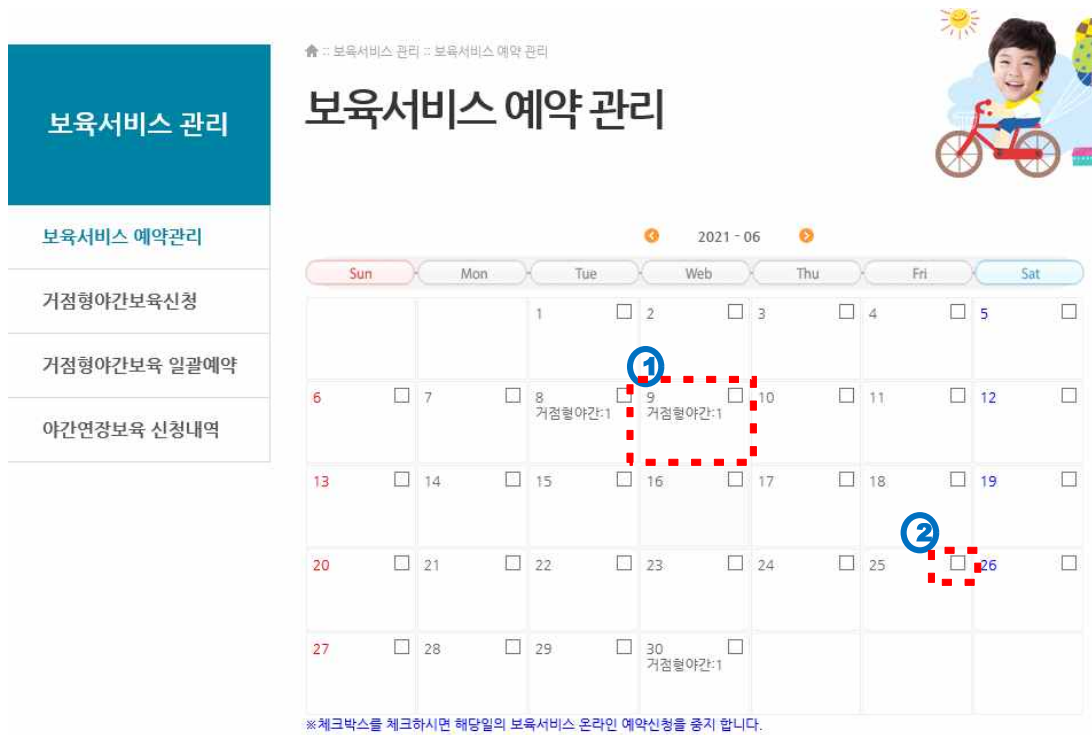 :: 보육서비스 관리 :: 보육서비스 예약 관리
보육서비스 관리
보육서비스 예약 관리
보육서비스 예약관리
거점형야간보육신청
거점형야간보육 일괄예약
야간연장보육 신청내역
2021 - 06
Sun Mon Tue Web Thu Fri Sat
1 2 3 4 5
①
6 7 8 9 10 11 12
거점형야간:1 거점형야간:1
13 14 15 16 17 18 19
②
20 21 22 23 24 25 26
27 28 29 30
거점형야간:1
※체크박스를 체크하시면 해당일의 보육서비스 온라인 예약신청을 중지 합니다.